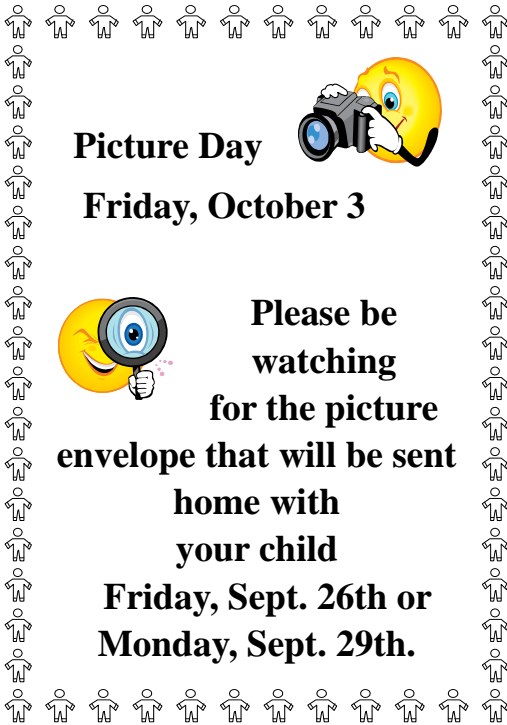 Picture Day
Friday, October 3
Please be
watching
for the picture
envelope that will be sent
home with
your child
Friday, Sept. 26th or
Monday, Sept. 29th.